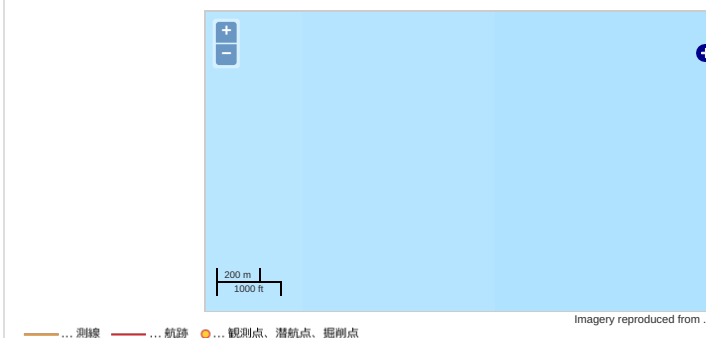 +
−
200 m
1000 ft
Imagery reproduced from .
... 測線 ... 航跡 ... 観測点、潜航点、掘削点